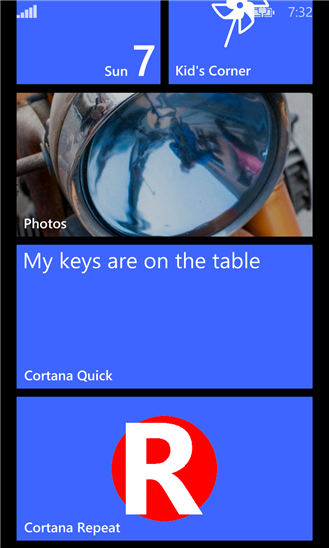 7:32
Sun 7
Kid's Corner
Photos
My keys are on the table
Cortana Quick
R
Cortana Repeat